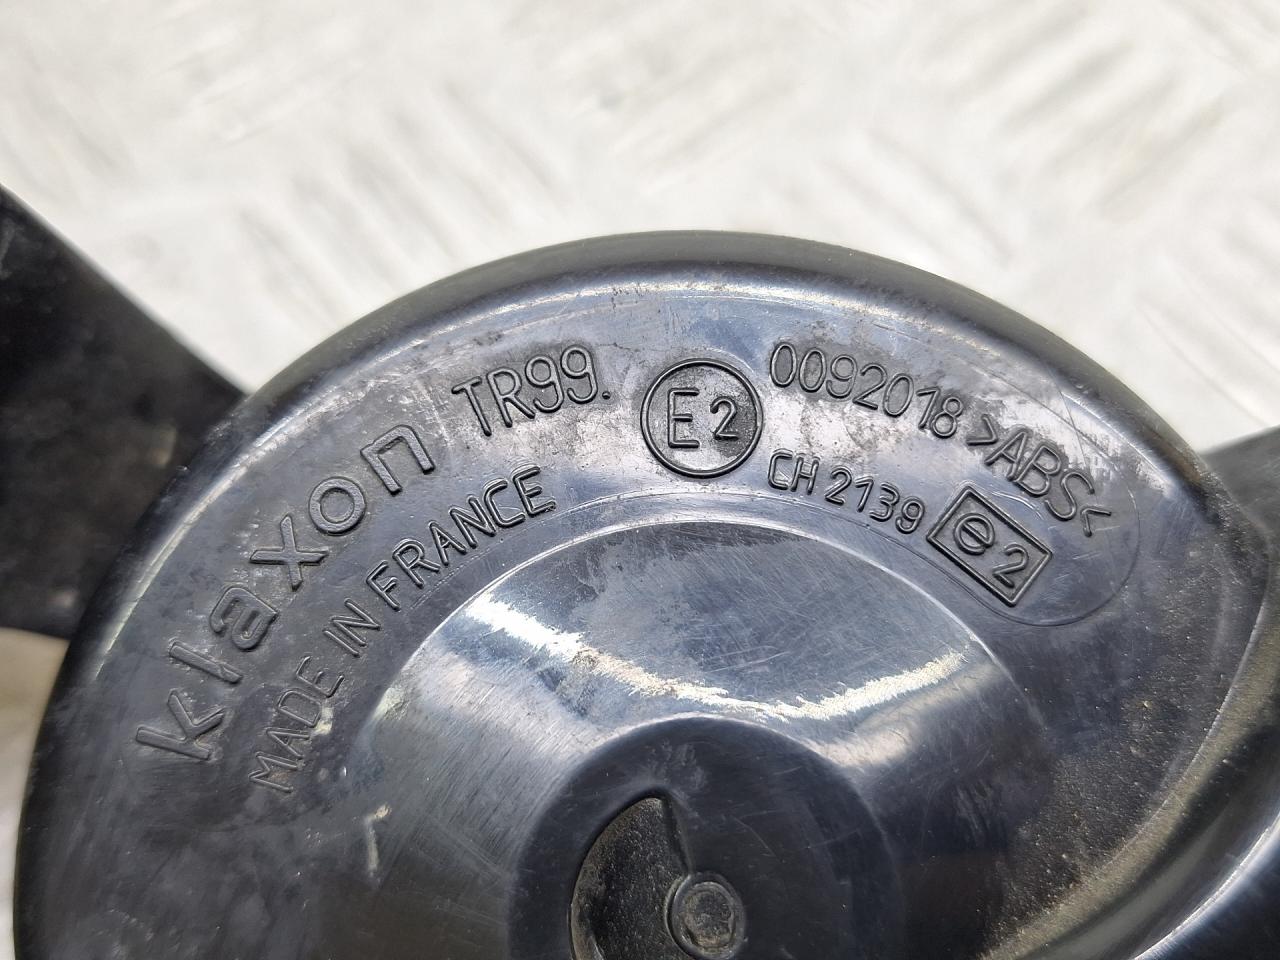 klaxon TR99.
MADE IN FRANCE
E2
0092018 >ABS<
CH 2139
e2